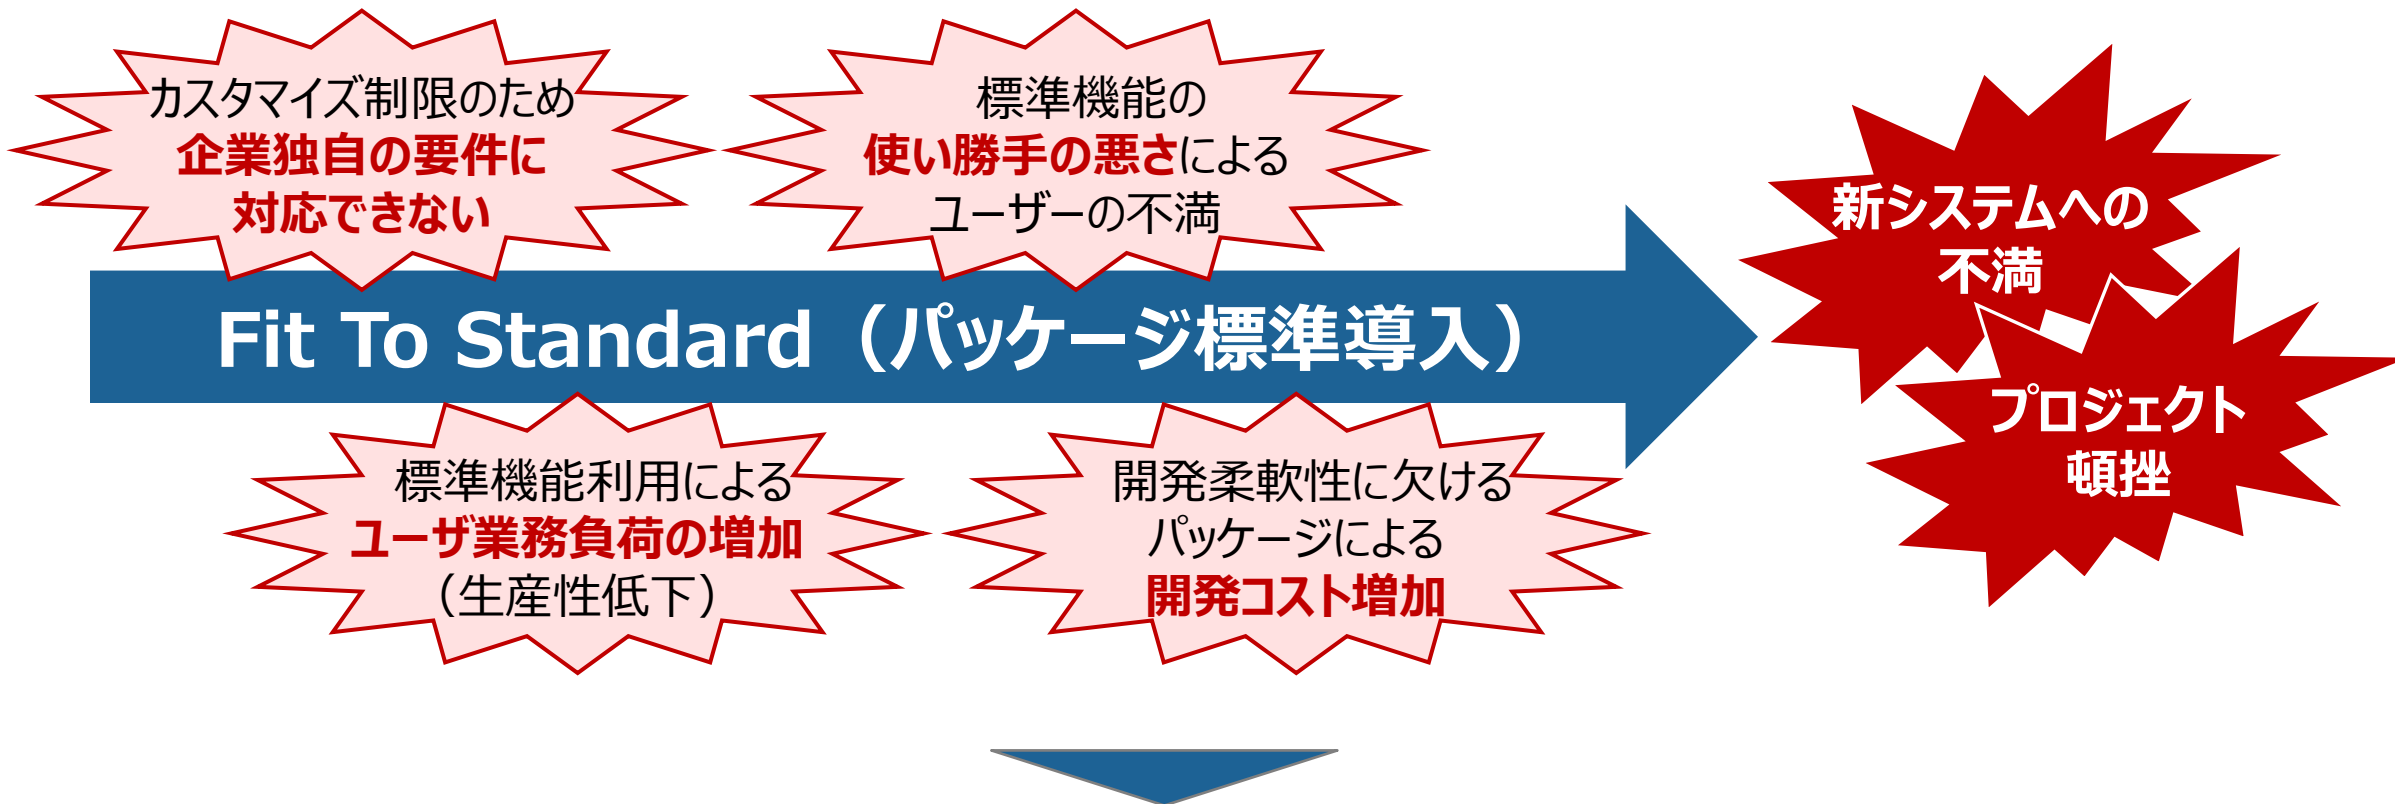 カスタマイズ制限のため
企業独自の要件に
対応できない
標準機能の
使い勝手の悪さによる
ユーザーの不満
新システムへの
不満
Fit To Standard（パッケージ標準導入）
プロジェクト
頓挫
標準機能利用による
ユーザ業務負荷の増加
（生産性低下）
開発柔軟性に欠ける
パッケージによる
開発コスト増加